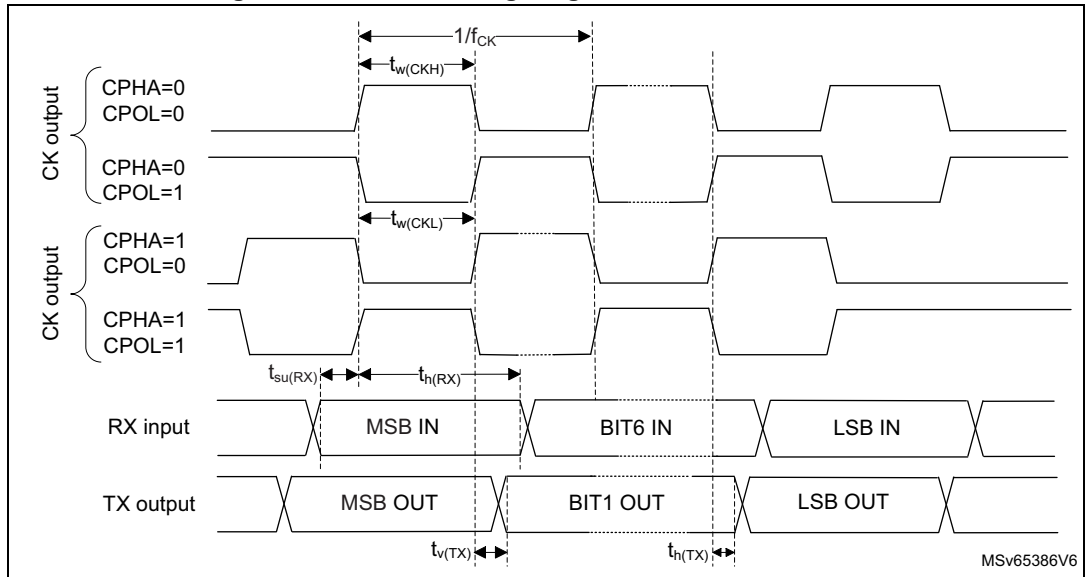 1/fCK
tw(CKH)
CK output
CPHA=0
CPOL=0
CPHA=0
CPOL=1
tw(CKL)
CK output
CPHA=1
CPOL=0
CPHA=1
CPOL=1
tsu(RX)
th(RX)
RX input
MSB IN
BIT6 IN
LSB IN
TX output
MSB OUT
BIT1 OUT
LSB OUT
tv(TX)
th(TX)
MSv65386V6